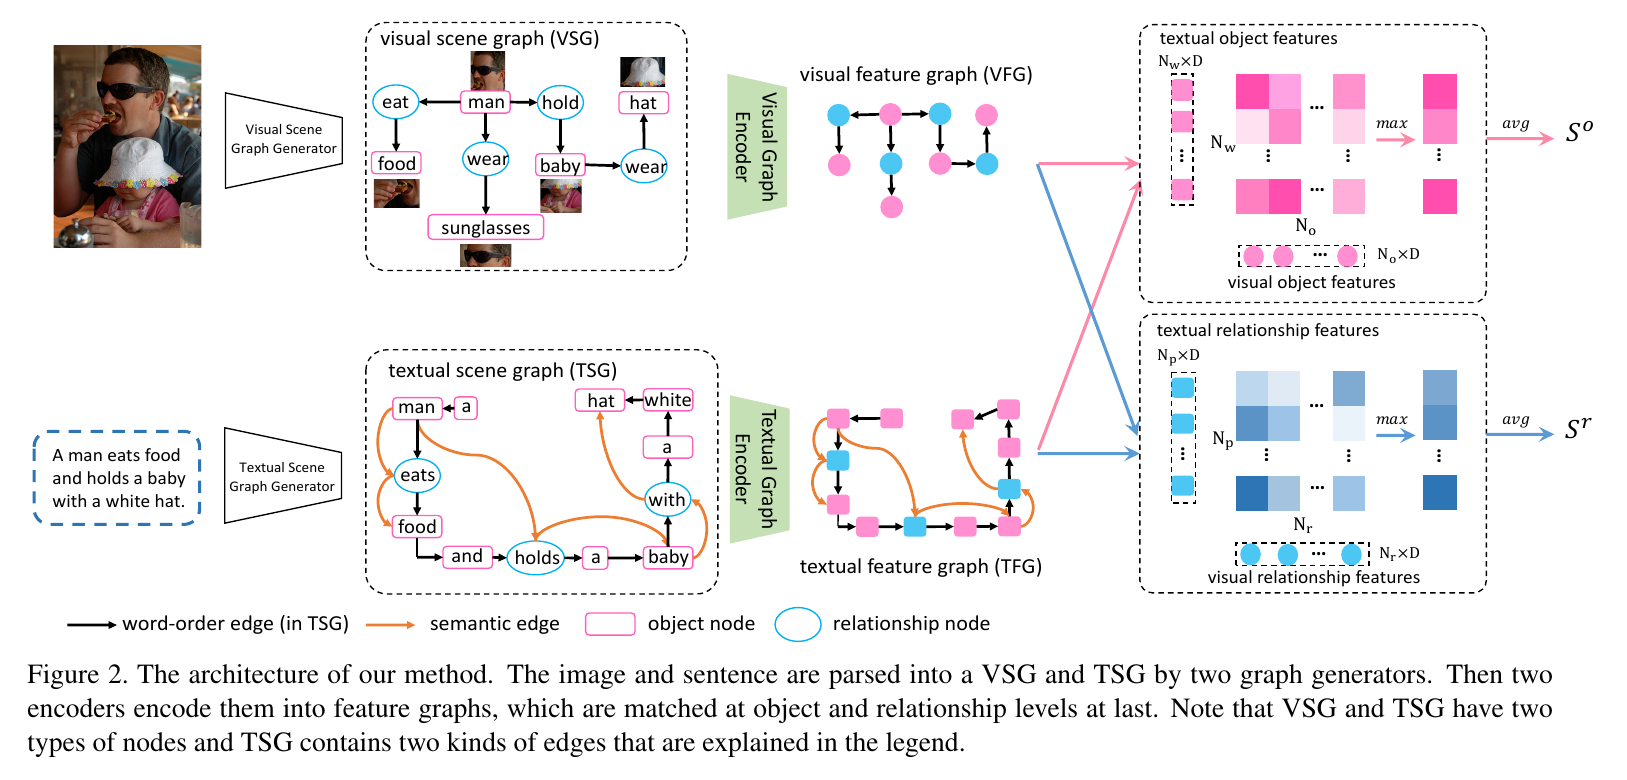 visual scene graph (VSG)
eat
man
hold
hat
food
wear
baby
wear
sunglasses
Visual Scene
Graph Generator
Visual Graph
Encoder
visual feature graph (VFG)
textual object features
N_w×D
N_w
...
max
avg
S^o
N_o
N_o×D
visual object features
A man eats food
and holds a baby
with a white hat.
Textual Scene
Graph Generator
textual scene graph (TSG)
man
a
hat
white
a
eats
with
food
and
holds
a
baby
Textual Graph
Encoder
textual feature graph (TFG)
textual relationship features
N_p×D
N_p
...
max
avg
S^r
N_r
N_r×D
visual relationship features
word-order edge (in TSG)
semantic edge
object node
relationship node
Figure 2. The architecture of our method. The image and sentence are parsed into a VSG and TSG by two graph generators. Then two
encoders encode them into feature graphs, which are matched at object and relationship levels at last. Note that VSG and TSG have two
types of nodes and TSG contains two kinds of edges that are explained in the legend.